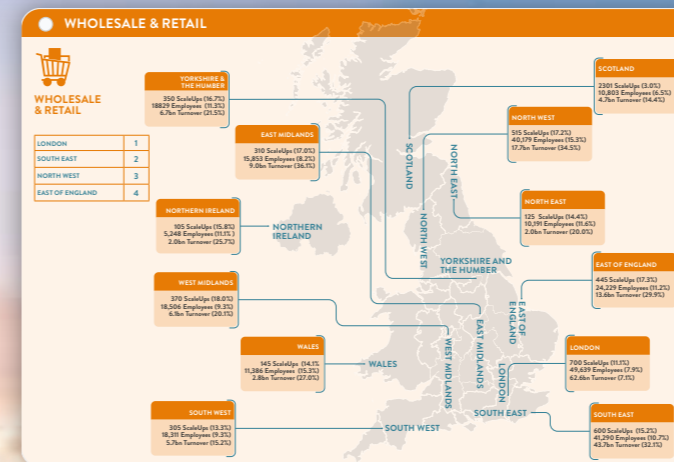 WHOLESALE & RETAIL
WHOLESALE
& RETAIL
LONDON 1
SOUTH EAST 2
NORTH WEST 3
EAST OF ENGLAND 4
YORKSHIRE &
THE HUMBER
350 ScaleUps (16.7%)
18829 Employees (11.3%)
6.7bn Turnover (21.5%)
EAST MIDLANDS
310 ScaleUps (17.0%)
15,853 Employees (8.2%)
9.0bn Turnover (36.1%)
NORTHERN IRELAND
105 ScaleUps (15.8%)
5,248 Employees (11.1%)
2.0bn Turnover (25.7%)
WEST MIDLANDS
370 ScaleUps (18.0%)
18,506 Employees (9.3%)
6.1bn Turnover (20.1%)
WALES
145 ScaleUps (14.1%
11,386 Employees (15.3%)
2.8bn Turnover (27.0%)
SOUTH WEST
305 ScaleUps (13.3%)
18,311 Employees (9.3%)
5.7bn Turnover (15.2%)
SCOTLAND
2301 ScaleUps (3.0%)
10,803 Employees (6.5%)
4.7bn Turnover (14.4%)
NORTH WEST
515 ScaleUps (17.2%)
40,179 Employees (15.3%)
17.7bn Turnover (34.5%)
NORTH EAST
125 ScaleUps (14.4%)
10,191 Employees (11.6%)
2.0bn Turnover (20.0%)
EAST OF ENGLAND
445 ScaleUps (17.3%)
24,229 Employees (11.2%)
13.6bn Turnover (29.9%)
LONDON
700 ScaleUps (11.1%)
49,639 Employees (7.9%)
62.6bn Turnover (7.1%)
SOUTH EAST
600 ScaleUps (15.2%)
41,290 Employees (10.7%)
43.7bn Turnover (32.1%)
SCOTLAND
NORTH EAST
NORTH WEST
NORTHERN
IRELAND
YORKSHIRE AND
THE HUMBER
EAST OF
ENGLAND
EAST MIDLANDS
WEST MIDLANDS
WALES
LONDON
SOUTH EAST
SOUTH WEST